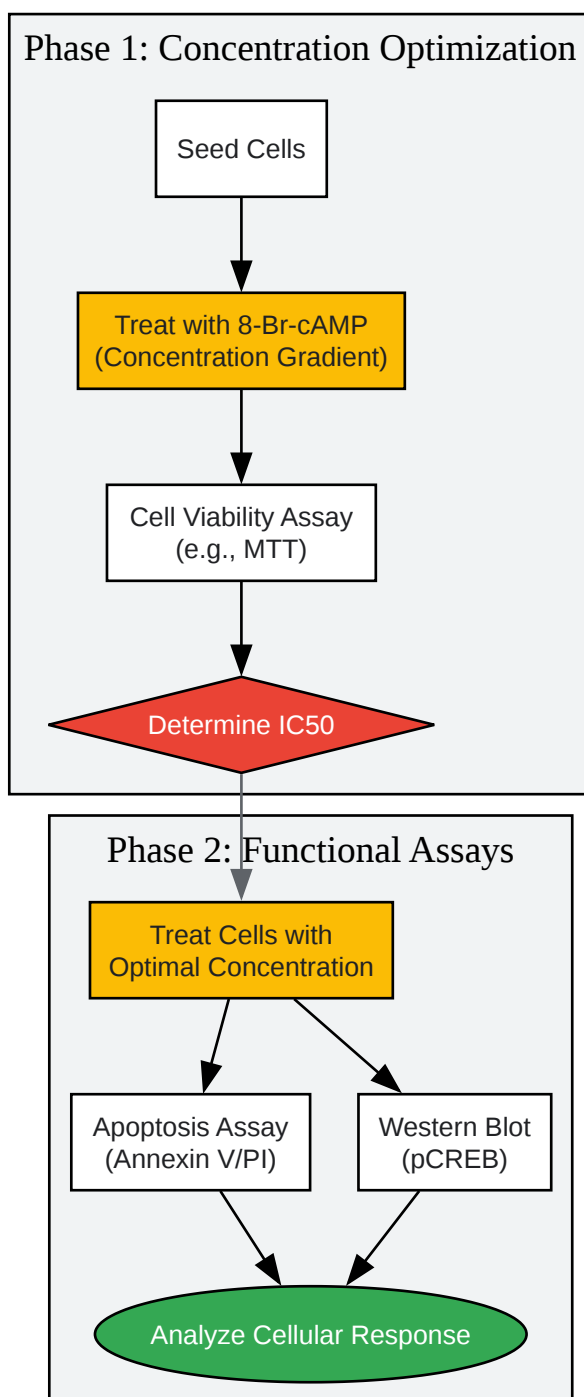 Phase 1: Concentration Optimization
Seed Cells
Treat with 8-Br-cAMP
(Concentration Gradient)
Cell Viability Assay
(e.g., MTT)
Determine IC50
Phase 2: Functional Assays
Treat Cells with
Optimal Concentration
Apoptosis Assay
(Annexin V/PI)
Western Blot
(pCREB)
Analyze Cellular Response